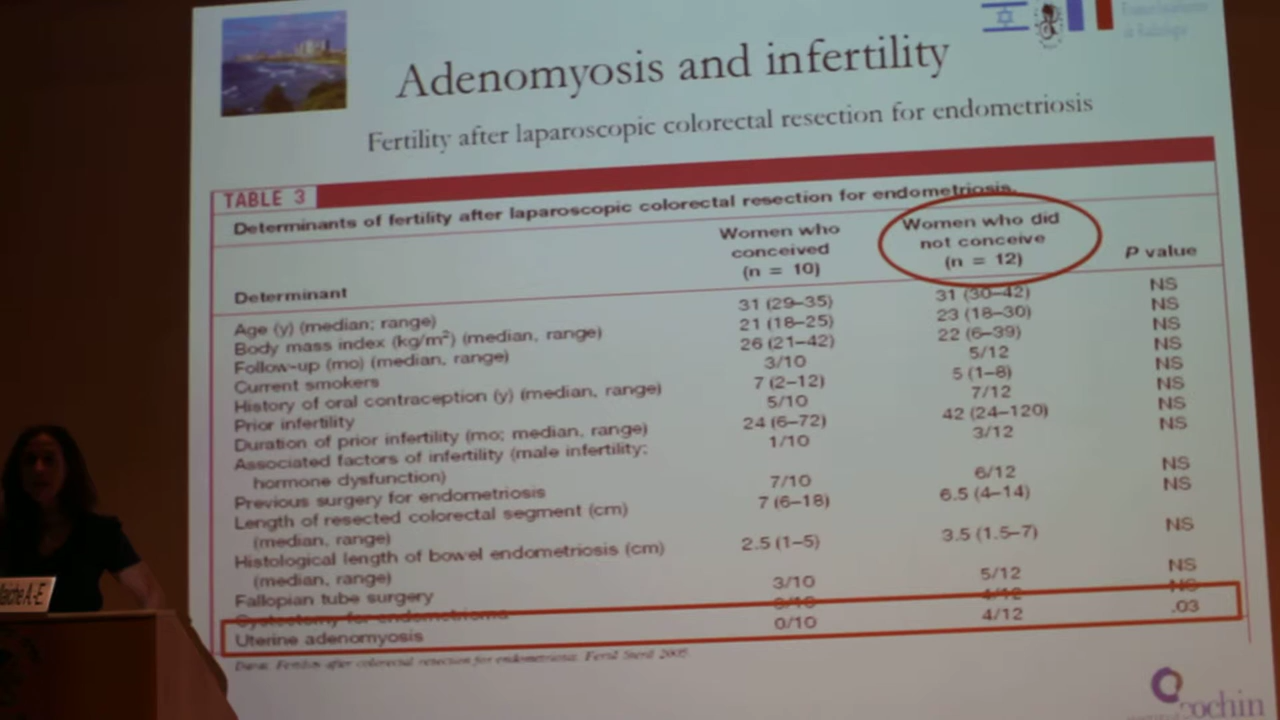 Adenomyosis and infertility
Fertility after laparoscopic colorectal resection for endometriosis
TABLE 3
Determinants of fertility after laparoscopic colorectal resection for endometriosis.
Determinant Women who conceived (n = 10) Women who did not conceive (n = 12) P value
Age (y) (median; range) 31 (29–35) 31 (30–42) NS
Body mass index (kg/m²) (median, range) 21 (18–25) 23 (18–30) NS
Follow-up (mo) (median, range) 26 (21–42) 22 (6–39) NS
Current smokers 3/10 5/12 NS
History of oral contraception (y) (median, range) 7 (2–12) 5 (1–8) NS
Prior infertility 5/10 7/12 NS
Duration of prior infertility (mo; median, range) 24 (6–72) 42 (24–120) NS
Associated factors of infertility (male infertility; 1/10 3/12 NS
hormone dysfunction)
Previous surgery for endometriosis 7/10 6/12 NS
Length of resected colorectal segment (cm) 7 (6–18) 6.5 (4–14) NS
(median, range)
Histological length of bowel endometriosis (cm) 2.5 (1–5) 3.5 (1.5–7) NS
(median, range)
Fallopian tube surgery 3/10 5/12 NS
Cystectomy for endometrioma 4/12 NS
Uterine adenomyosis 0/10 4/12 .03
Fertility after colorectal resection for endometriosis. Fertil Steril 2005.
cochin
A-E